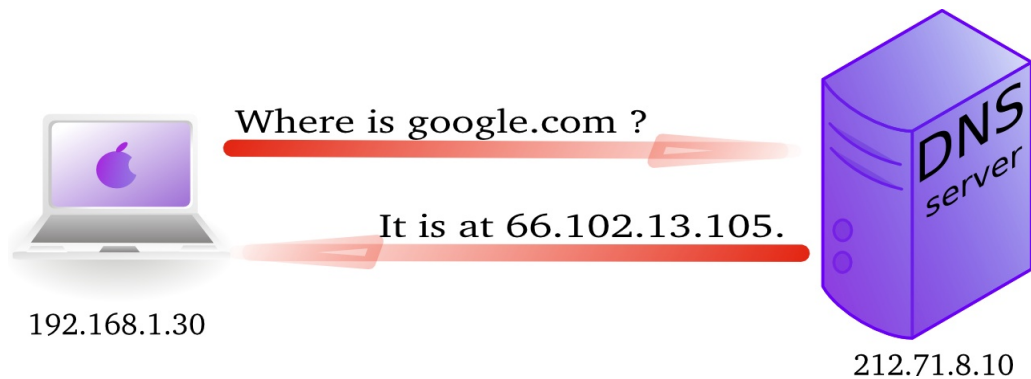 Where is google.com ?
It is at 66.102.13.105.
192.168.1.30
DNS
server
212.71.8.10